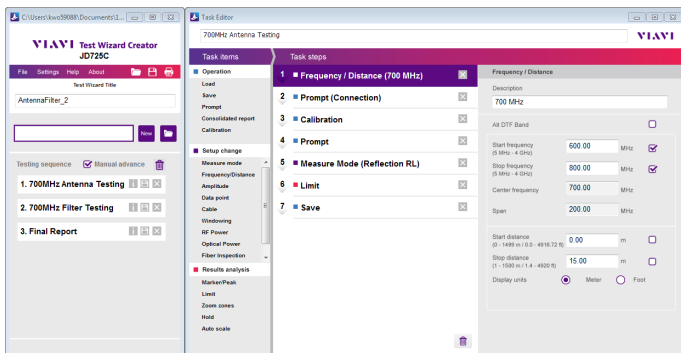 C:\Users\kwo59088\Documents\1...
VIAVI Test Wizard Creator
JD725C
File Settings Help About
Test Wizard Title
AntennaFilter_2
New
Testing sequence Manual advance
1. 700MHz Antenna Testing
2. 700MHz Filter Testing
3. Final Report
Task Editor
700MHz Antenna Testing
VIAVI
Task items
Task steps
Operation
Load
Save
Prompt
Consolidated report
Calibration
Setup change
Measure mode
Frequency/Distance
Amplitude
Data point
Cable
Windowing
RF Power
Optical Power
Fiber Inspection
Results analysis
Marker/Peak
Limit
Zoom zones
Hold
Auto scale
1 Frequency / Distance (700 MHz)
2 Prompt (Connection)
3 Calibration
4 Prompt
5 Measure Mode (Reflection RL)
6 Limit
7 Save
Frequency / Distance
Description
700 MHz
Alt DTF Band
Start frequency
(5 MHz - 4 GHz)
600.00 MHz
Stop frequency
(5 MHz - 4 GHz)
800.00 MHz
Center frequency 700.00 MHz
Span 200.00 MHz
Start distance
(0 - 1499 m / 0.0 - 4916.72 ft)
0.00 m
Stop distance
(1 - 1500 m / 1.4 - 4920 ft)
15.00 m
Display units Meter Foot